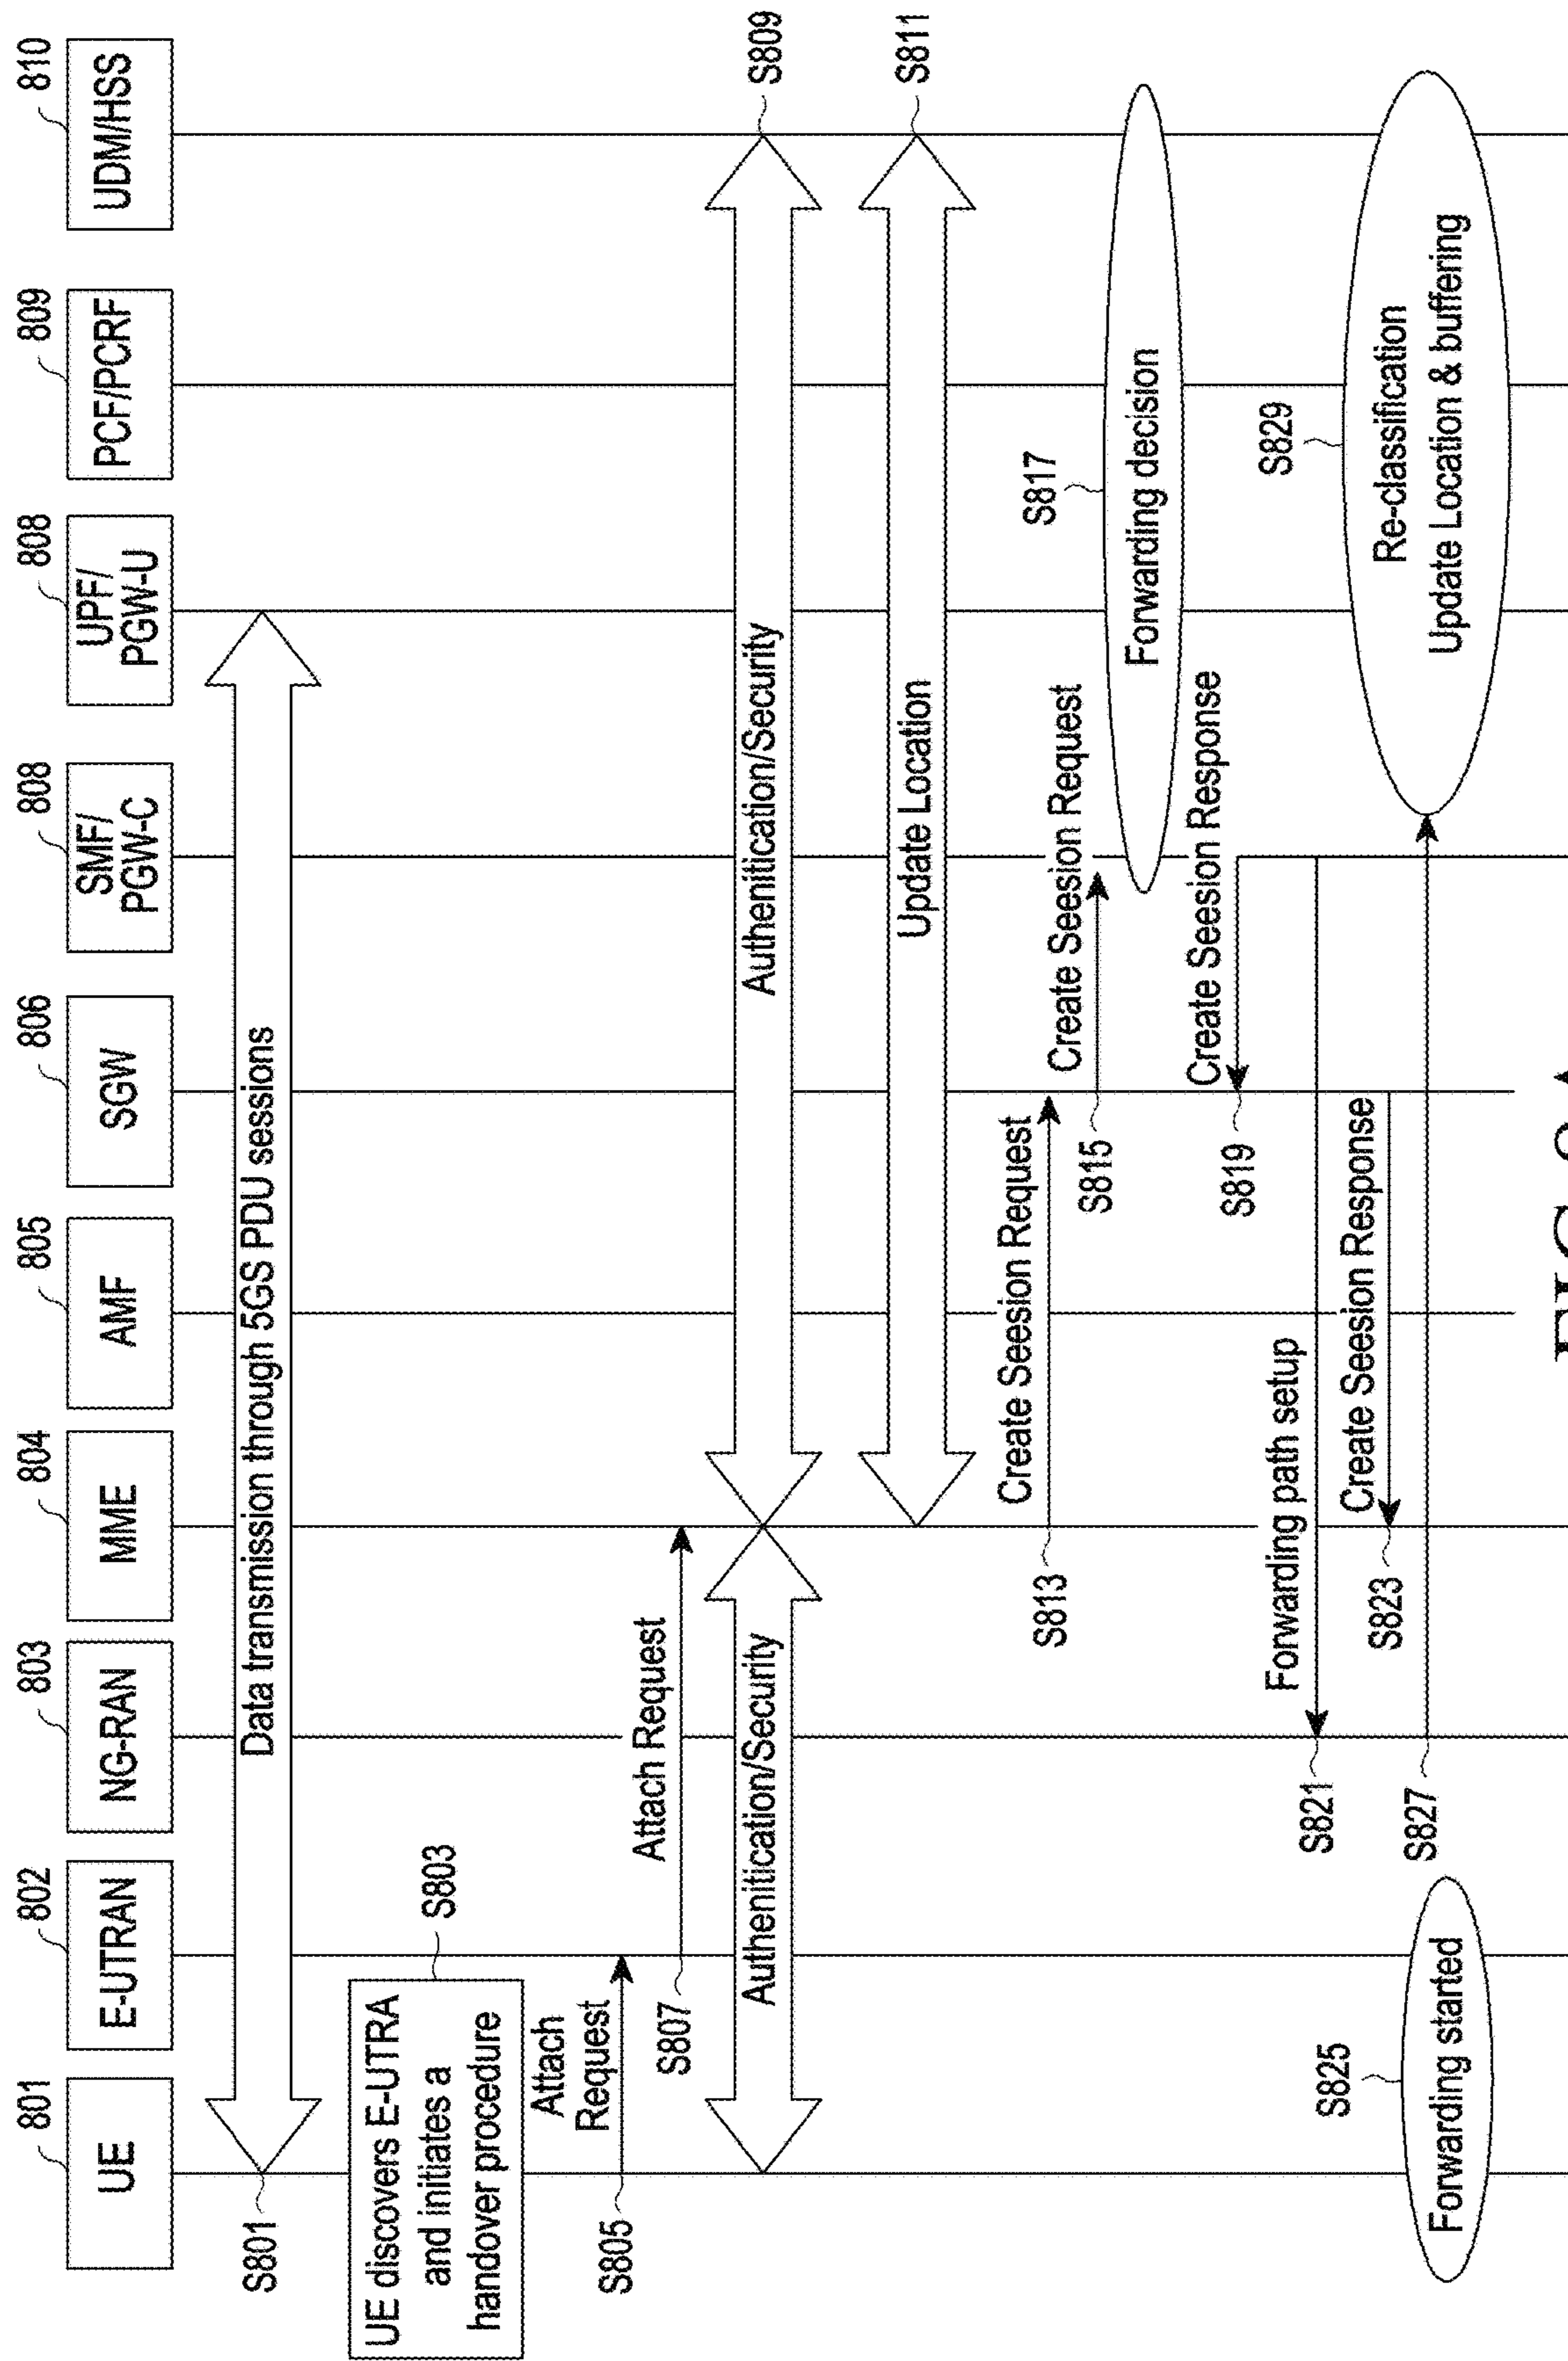 801
UE
802
E-UTRAN
803
NG-RAN
804
MME
805
AMF
806
SGW
808
SMF/
PGW-C
808
UPF/
PGW-U
809
PCF/PCRF
810
UDM/HSS
S801
Data transmission through 5GS PDU sessions
UE discovers E-UTRA
and initiates a
handover procedure
S803
Attach
Request
S805
Attach Request
S807
Authenitication/Security
Authenitication/Security
S809
Update Location
S811
Create Seesion Request
S813
Create Seesion Request
S815
S817
Forwarding decision
Create Seesion Response
S819
Forwarding path setup
S821
Create Seesion Response
S823
S825
Forwarding started
S827
S829
Re-classification
Update Location & buffering